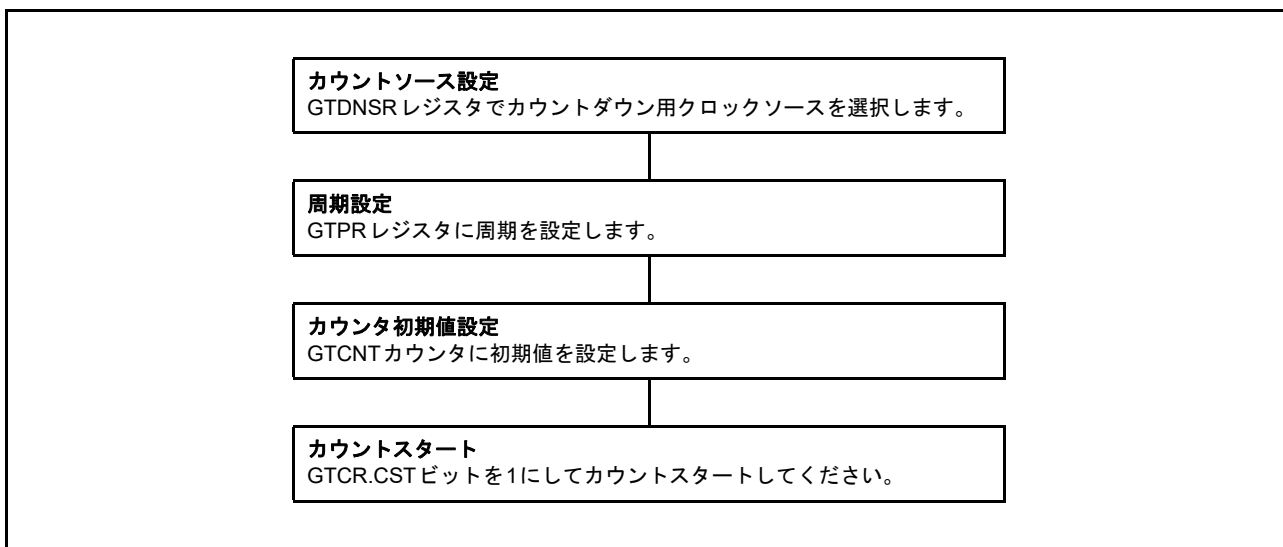 カウントソース設定
GTDNSRレジスタでカウントダウン用クロックソースを選択します。
周期設定
GTPRレジスタに周期を設定します。
カウンタ初期値設定
GTCNTカウンタに初期値を設定します。
カウントスタート
GTCR.CSTビットを1にしてカウントスタートしてください。